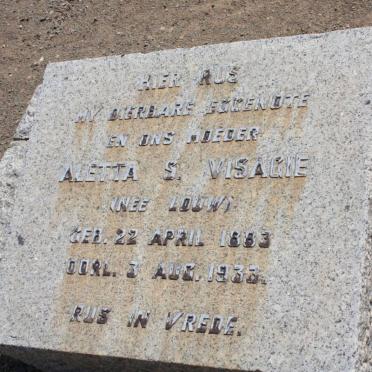 HIER RUS
MY DIERBARE EGGENOTE
EN ONS MOEDER
ALETTA S. VISAGIE
(NEE LOUW)
GEB. 22 APRIL 1883
OORL. 3 AUG. 1933.
RUS IN VREDE.